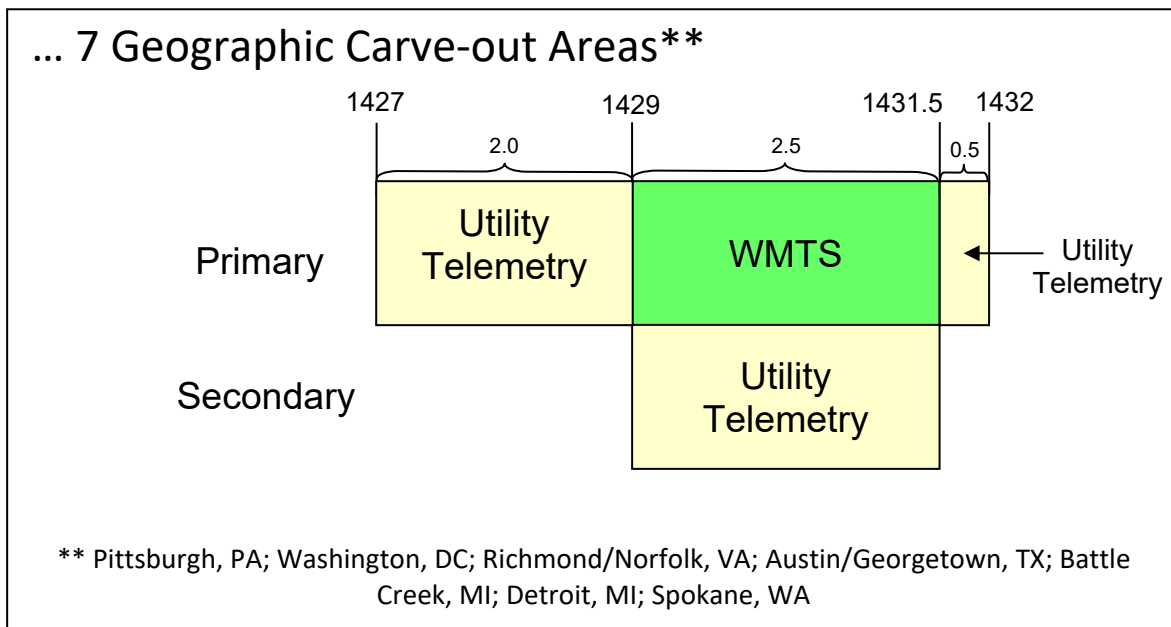 ... 7 Geographic Carve-out Areas**
1427 1429 1431.5 1432
2.0 2.5 0.5
Primary
Utility
Telemetry
WMTS
Utility
Telemetry
Secondary
Utility
Telemetry
** Pittsburgh, PA; Washington, DC; Richmond/Norfolk, VA; Austin/Georgetown, TX; Battle
Creek, MI; Detroit, MI; Spokane, WA